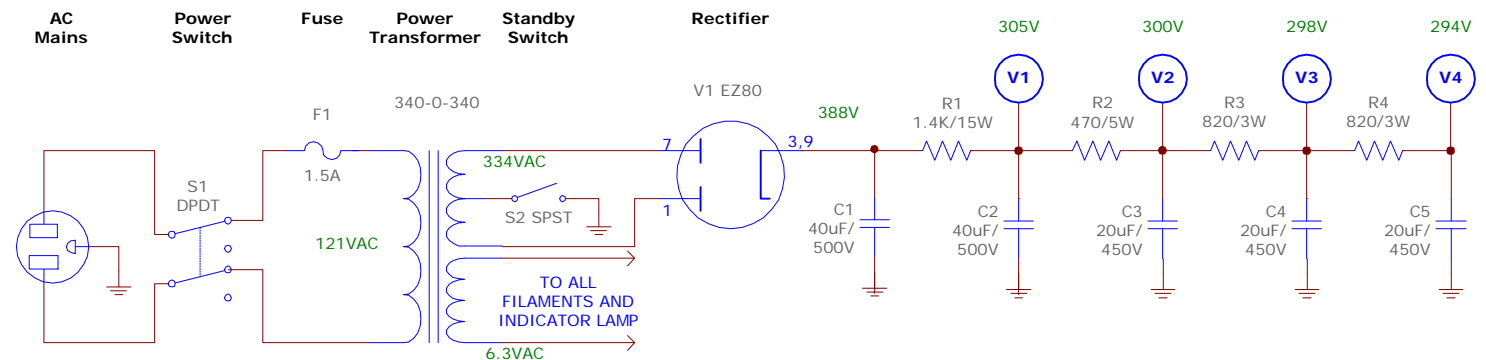 AC
Mains
Power
Switch
Fuse
Power
Transformer
Standby
Switch
Rectifier
305V
300V
298V
294V
V1
V2
V3
V4
340-0-340
V1 EZ80
F1
1.5A
388V
R1
1.4K/15W
R2
470/5W
R3
820/3W
R4
820/3W
7
3,9
334VAC
S1
DPDT
S2 SPST
1
121VAC
C1
40uF/
500V
C2
40uF/
500V
C3
20uF/
450V
C4
20uF/
450V
C5
20uF/
450V
TO ALL
FILAMENTS AND
INDICATOR LAMP
6.3VAC